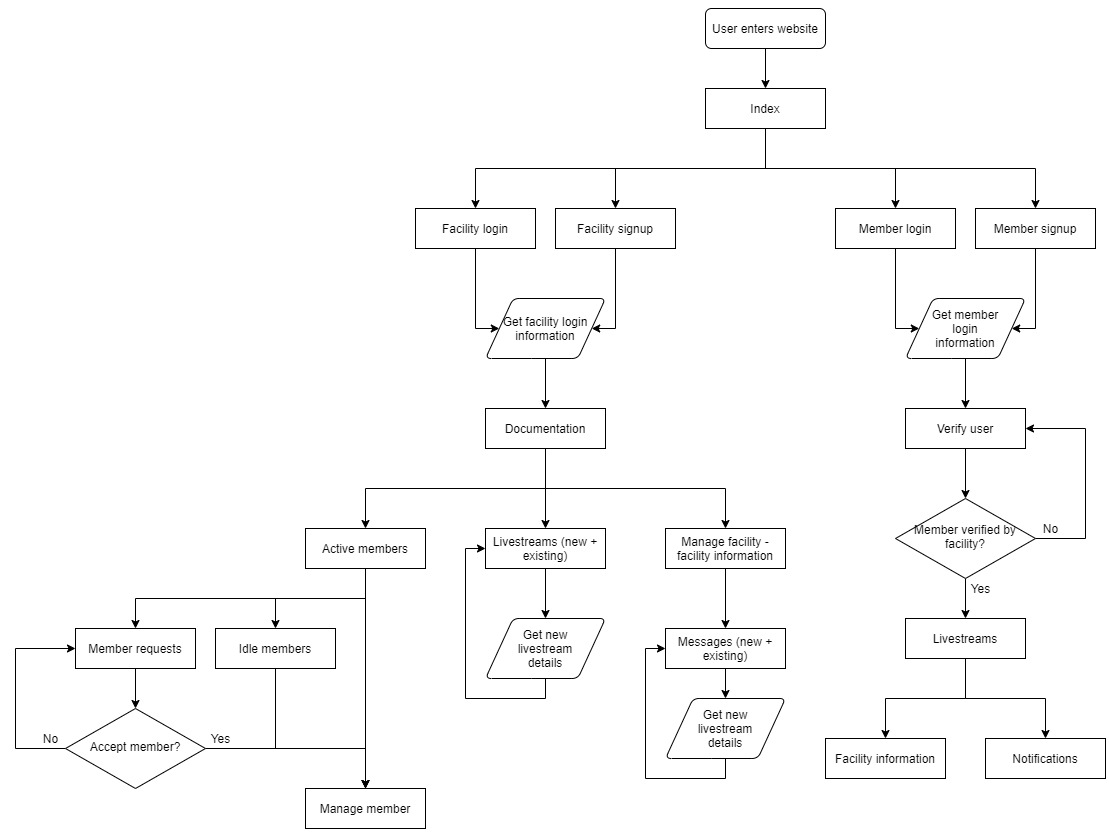 User enters website
Index
Facility login
Facility signup
Member login
Member signup
Get facility login
information
Get member
login
information
Documentation
Verify user
Member verified by
facility?
No
Yes
Active members
Livestreams (new +
existing)
Manage facility -
facility information
Member requests
Idle members
Get new
livestream
details
Messages (new +
existing)
Livestreams
Accept member?
No
Yes
Get new
livestream
details
Facility information
Notifications
Manage member